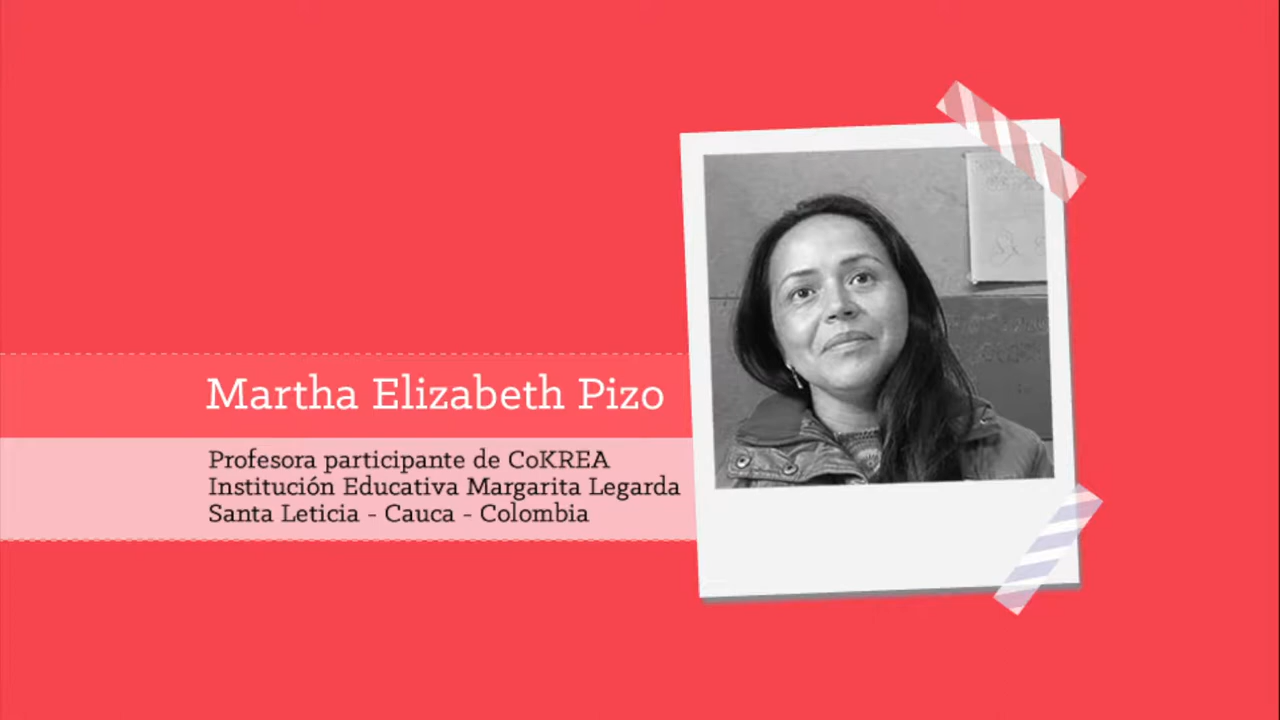 Martha Elizabeth Pizo
Profesora participante de CoKREA
Institución Educativa Margarita Legarda
Santa Leticia - Cauca - Colombia